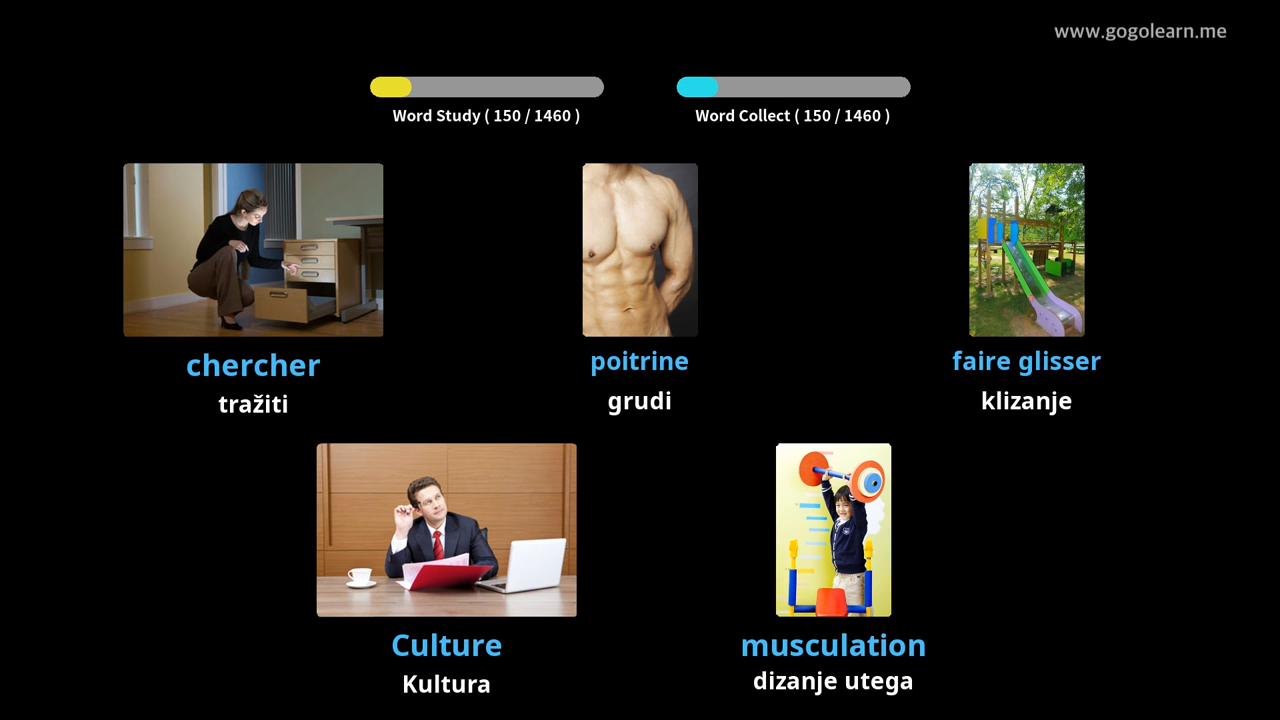 www.gogolearn.me
Word Study ( 150 / 1460 )
Word Collect ( 150 / 1460 )
chercher
tražiti
poitrine
grudi
faire glisser
klizanje
Culture
Kultura
musculation
dizanje utega